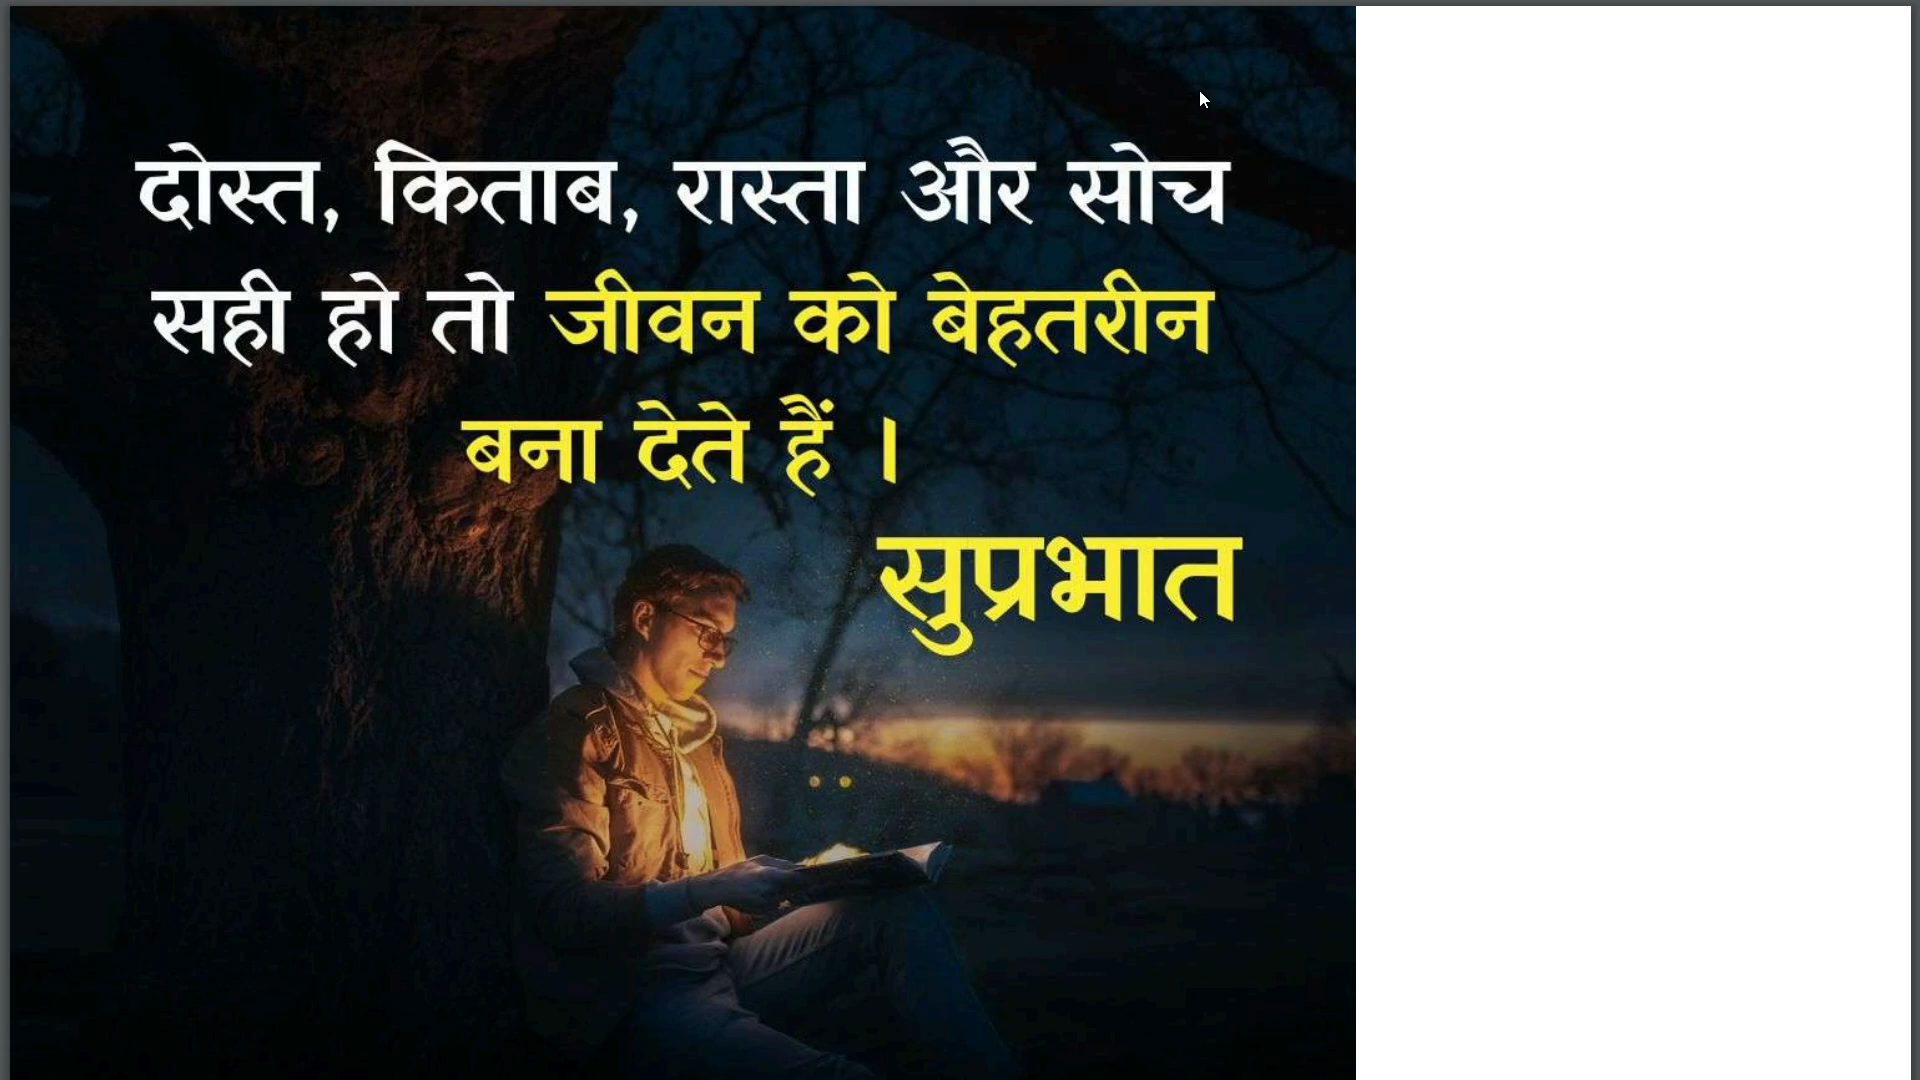 दोस्त, किताब, रास्ता और सोच
सही हो तो जीवन को बेहतरीन
बना देते हैं ।
सुप्रभात